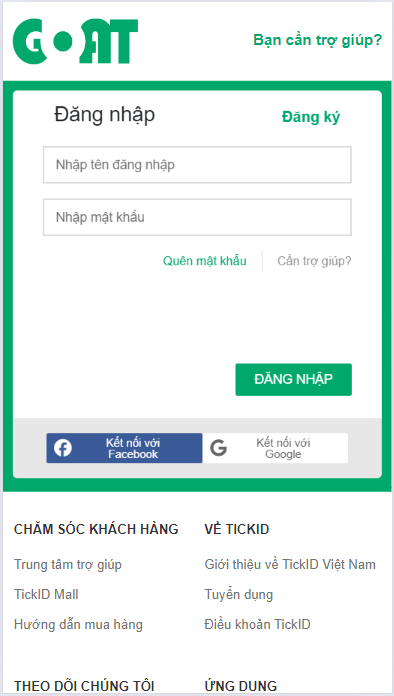 GOAT
Bạn cần trợ giúp?
Đăng nhập
Đăng ký
Nhập tên đăng nhập
Nhập mật khẩu
Quên mật khẩu
Cần trợ giúp?
ĐĂNG NHẬP
Kết nối với
Facebook
Kết nối với
Google
CHĂM SÓC KHÁCH HÀNG
Trung tâm trợ giúp
TickID Mall
Hướng dẫn mua hàng
VỀ TICKID
Giới thiệu về TickID Việt Nam
Tuyển dụng
Điều khoản TickID
THEO DÕI CHÚNG TÔI
ỨNG DỤNG